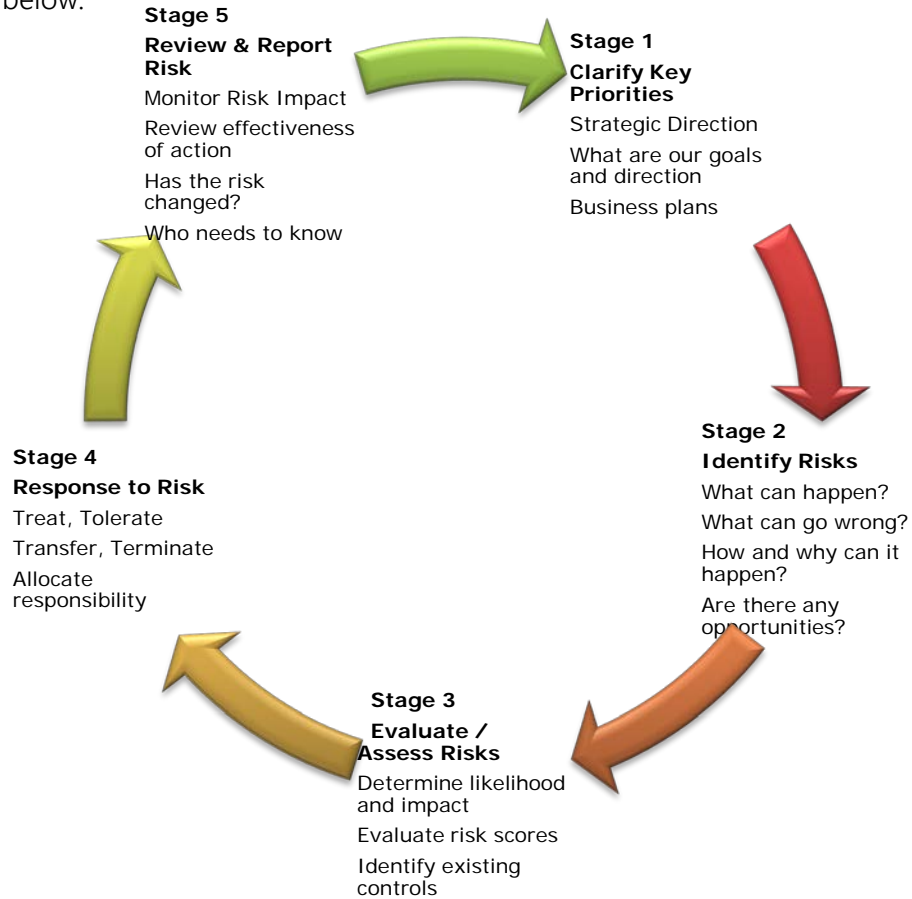 below.
Stage 5
Review & Report
Risk
Monitor Risk Impact
Review effectiveness
of action
Has the risk
changed?
Who needs to know
Stage 1
Clarify Key
Priorities
Strategic Direction
What are our goals
and direction
Business plans
Stage 2
Identify Risks
What can happen?
What can go wrong?
How and why can it
happen?
Are there any
opportunities?
Stage 3
Evaluate /
Assess Risks
Determine likelihood
and impact
Evaluate risk scores
Identify existing
controls
Stage 4
Response to Risk
Treat, Tolerate
Transfer, Terminate
Allocate
responsibility